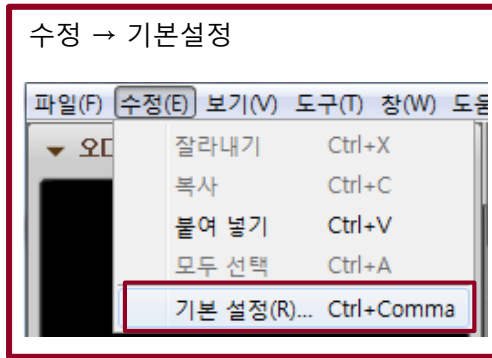 수정 → 기본설정
파일(F) 수정(E) 보기(V) 도구(T) 창(W)
잘라내기 Ctrl+X
복사 Ctrl+C
붙여 넣기 Ctrl+V
모두 선택 Ctrl+A
기본 설정(R)... Ctrl+Comma